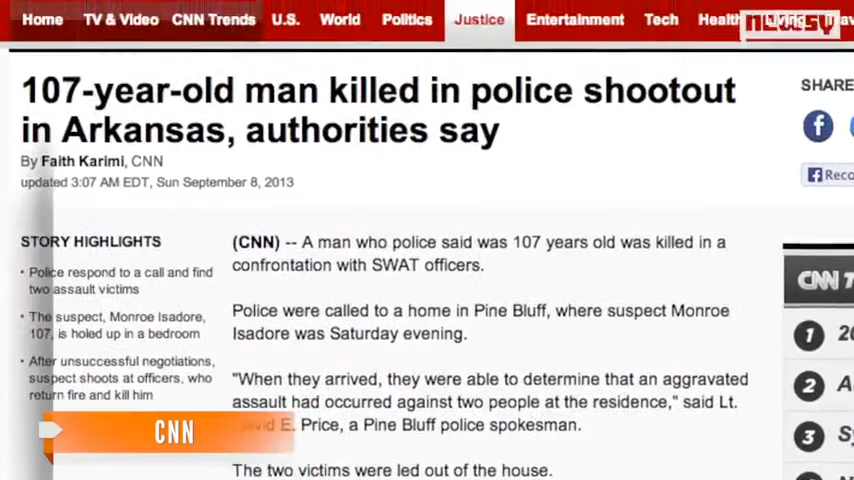 Home TV & Video CNN Trends U.S. World Politics Justice Entertainment Tech Health
newsy
107-year-old man killed in police shootout
in Arkansas, authorities say
SHARE
By Faith Karimi, CNN
updated 3:07 AM EDT, Sun September 8, 2013
f
f Reco
STORY HIGHLIGHTS
• Police respond to a call and find
two assault victims
• The suspect, Monroe Isadore,
107, is holed up in a bedroom
• After unsuccessful negotiations,
suspect shoots at officers, who
return fire and kill him
(CNN) -- A man who police said was 107 years old was killed in a
confrontation with SWAT officers.
Police were called to a home in Pine Bluff, where suspect Monroe
Isadore was Saturday evening.
"When they arrived, they were able to determine that an aggravated
assault had occurred against two people at the residence," said Lt.
David E. Price, a Pine Bluff police spokesman.
The two victims were led out of the house.
CNN
CNN
1
2
3